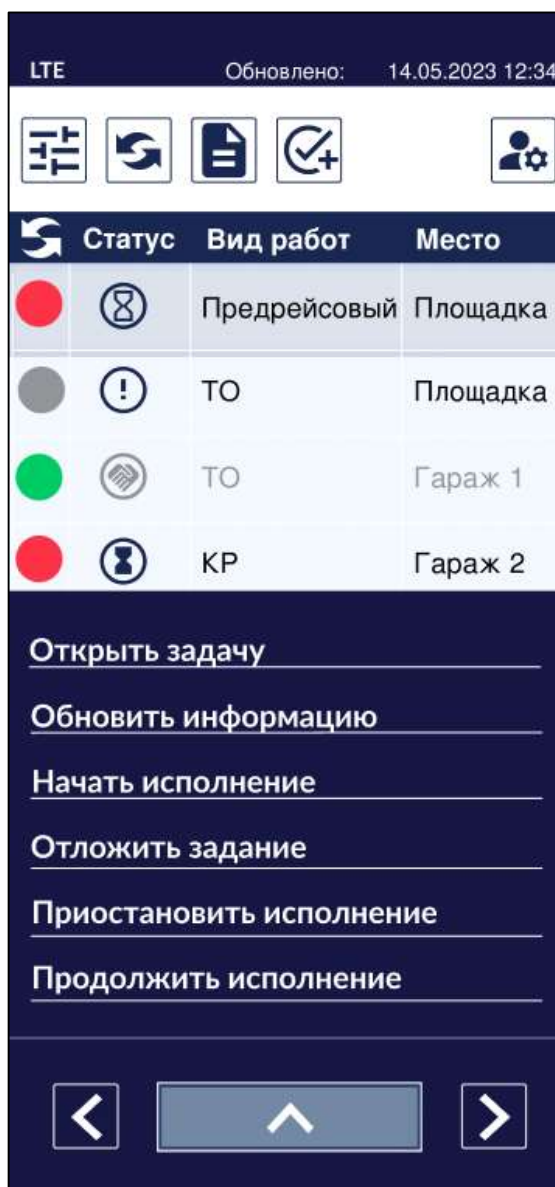 LTE Обновлено: 14.05.2023 12:34
Статус Вид работ Место
Предрейсовый Площадка
ТО Площадка
ТО Гараж 1
КР Гараж 2
Открыть задачу
Обновить информацию
Начать исполнение
Отложить задание
Приостановить исполнение
Продолжить исполнение